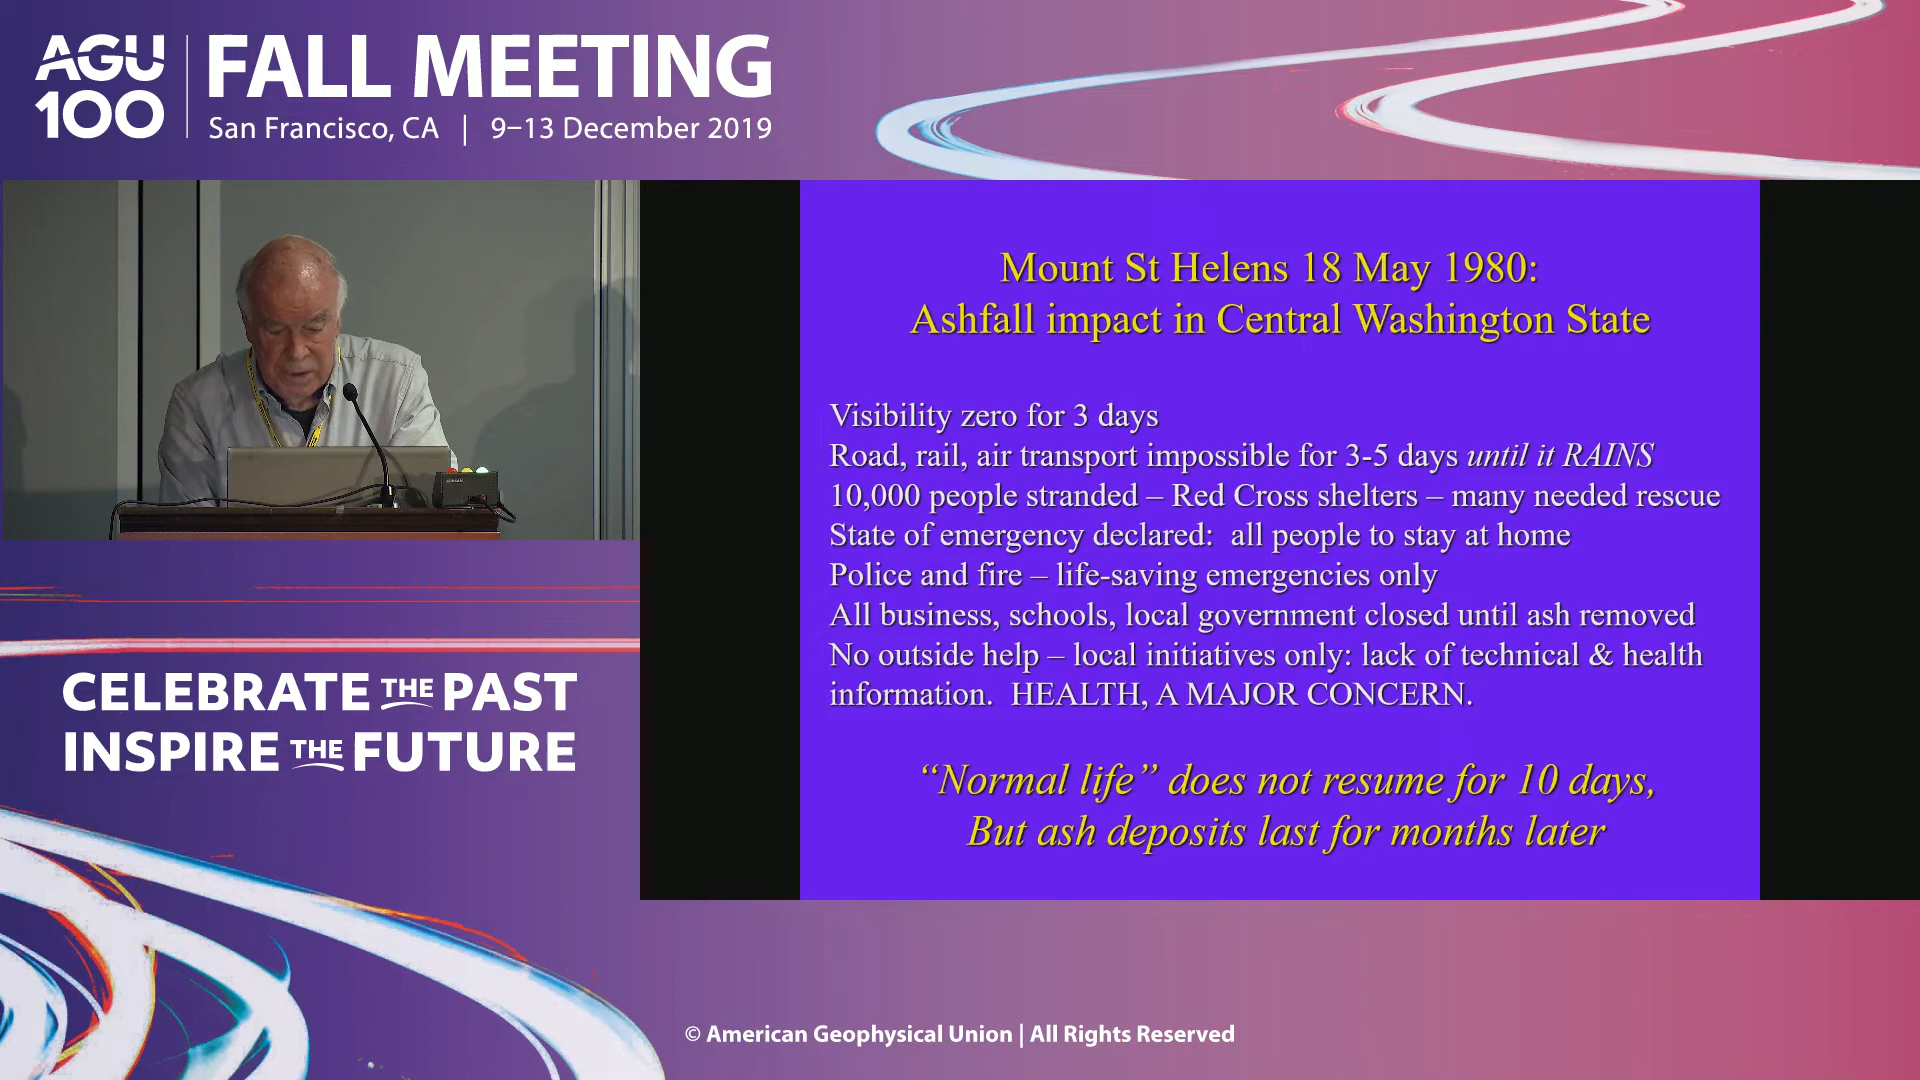 AGU
100
FALL MEETING
San Francisco, CA | 9–13 December 2019
Mount St Helens 18 May 1980:
Ashfall impact in Central Washington State
Visibility zero for 3 days
Road, rail, air transport impossible for 3-5 days until it RAINS
10,000 people stranded – Red Cross shelters – many needed rescue
State of emergency declared:  all people to stay at home
Police and fire – life-saving emergencies only
All business, schools, local government closed until ash removed
No outside help – local initiatives only: lack of technical & health
information.  HEALTH, A MAJOR CONCERN.
“Normal life” does not resume for 10 days,
But ash deposits last for months later
CELEBRATE THE PAST
INSPIRE THE FUTURE
© American Geophysical Union | All Rights Reserved